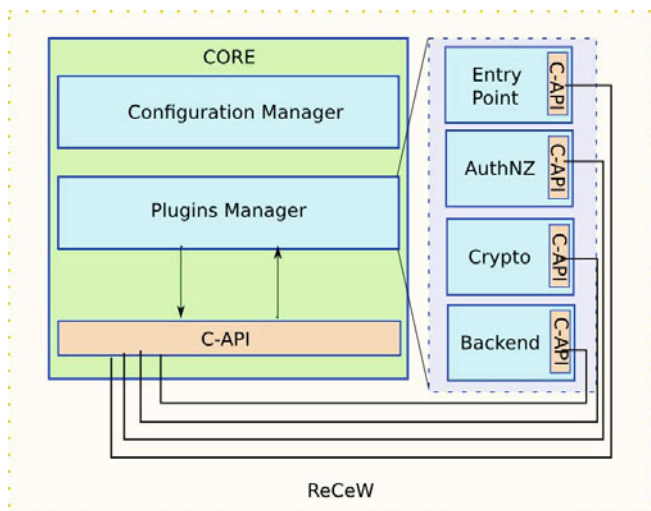 CORE
Configuration Manager
Plugins Manager
C-API
Entry
Point
C-API
AuthNZ
C-API
Crypto
C-API
Backend
C-API
ReCeW